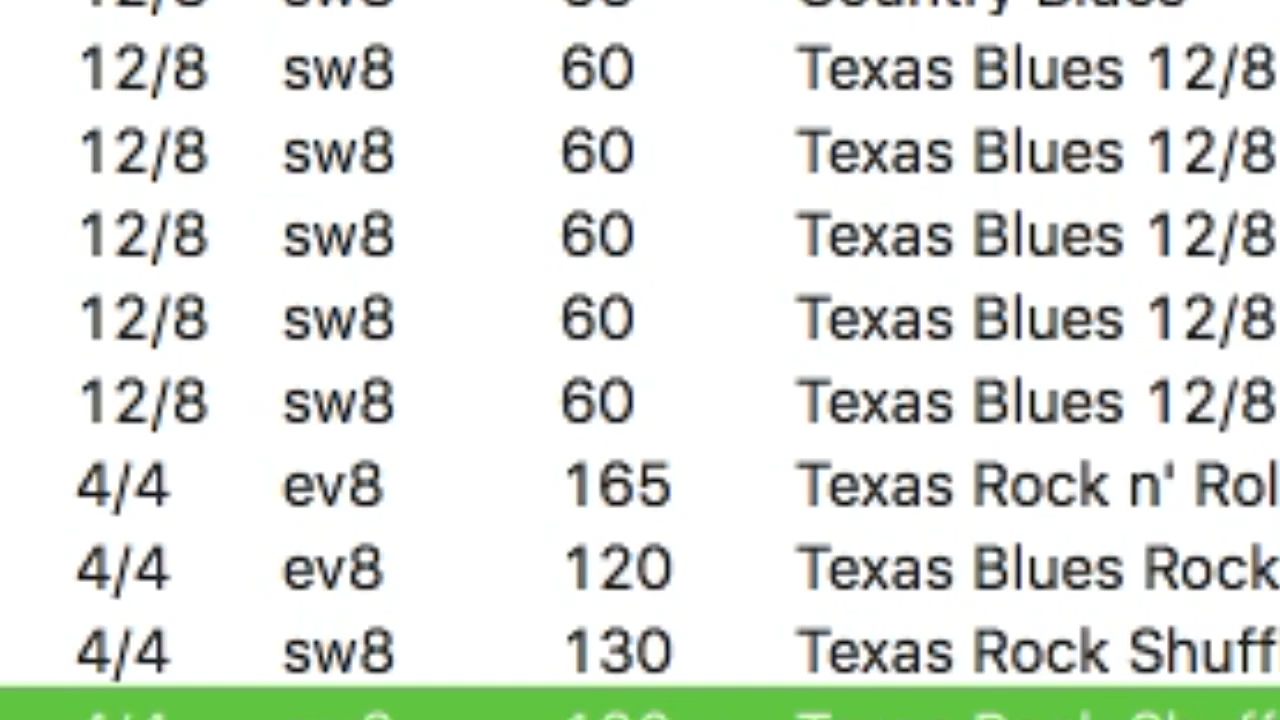 12/8 sw8 60 Texas Blues 12/8
12/8 sw8 60 Texas Blues 12/8
12/8 sw8 60 Texas Blues 12/8
12/8 sw8 60 Texas Blues 12/8
12/8 sw8 60 Texas Blues 12/8
4/4 ev8 165 Texas Rock n' Rol
4/4 ev8 120 Texas Blues Rock
4/4 sw8 130 Texas Rock Shuff